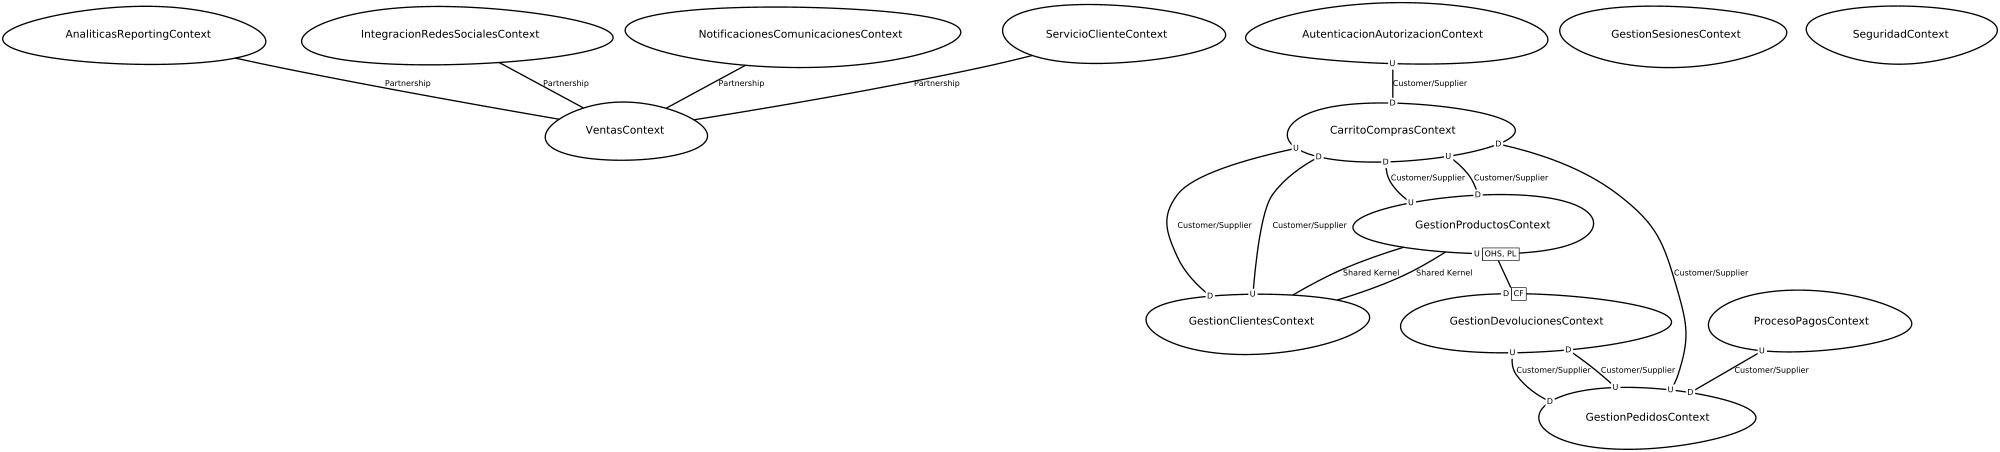 AnaliticasReportingContext
IntegracionRedesSocialesContext
NotificacionesComunicacionesContext
ServicioClienteContext
AutenticacionAutorizacionContext
GestionSesionesContext
SeguridadContext
U
Partnership
Partnership
Partnership
Partnership
Customer/Supplier
D
VentasContext
CarritoComprasContext
U
D
D
U
D
Customer/Supplier
Customer/Supplier
U
D
Customer/Supplier
Customer/Supplier
GestionProductosContext
U
OHS, PL
Shared Kernel
Shared Kernel
Customer/Supplier
D
U
D
CF
GestionClientesContext
GestionDevolucionesContext
ProcesoPagosContext
U
D
U
Customer/Supplier
Customer/Supplier
Customer/Supplier
D
U
U
D
GestionPedidosContext